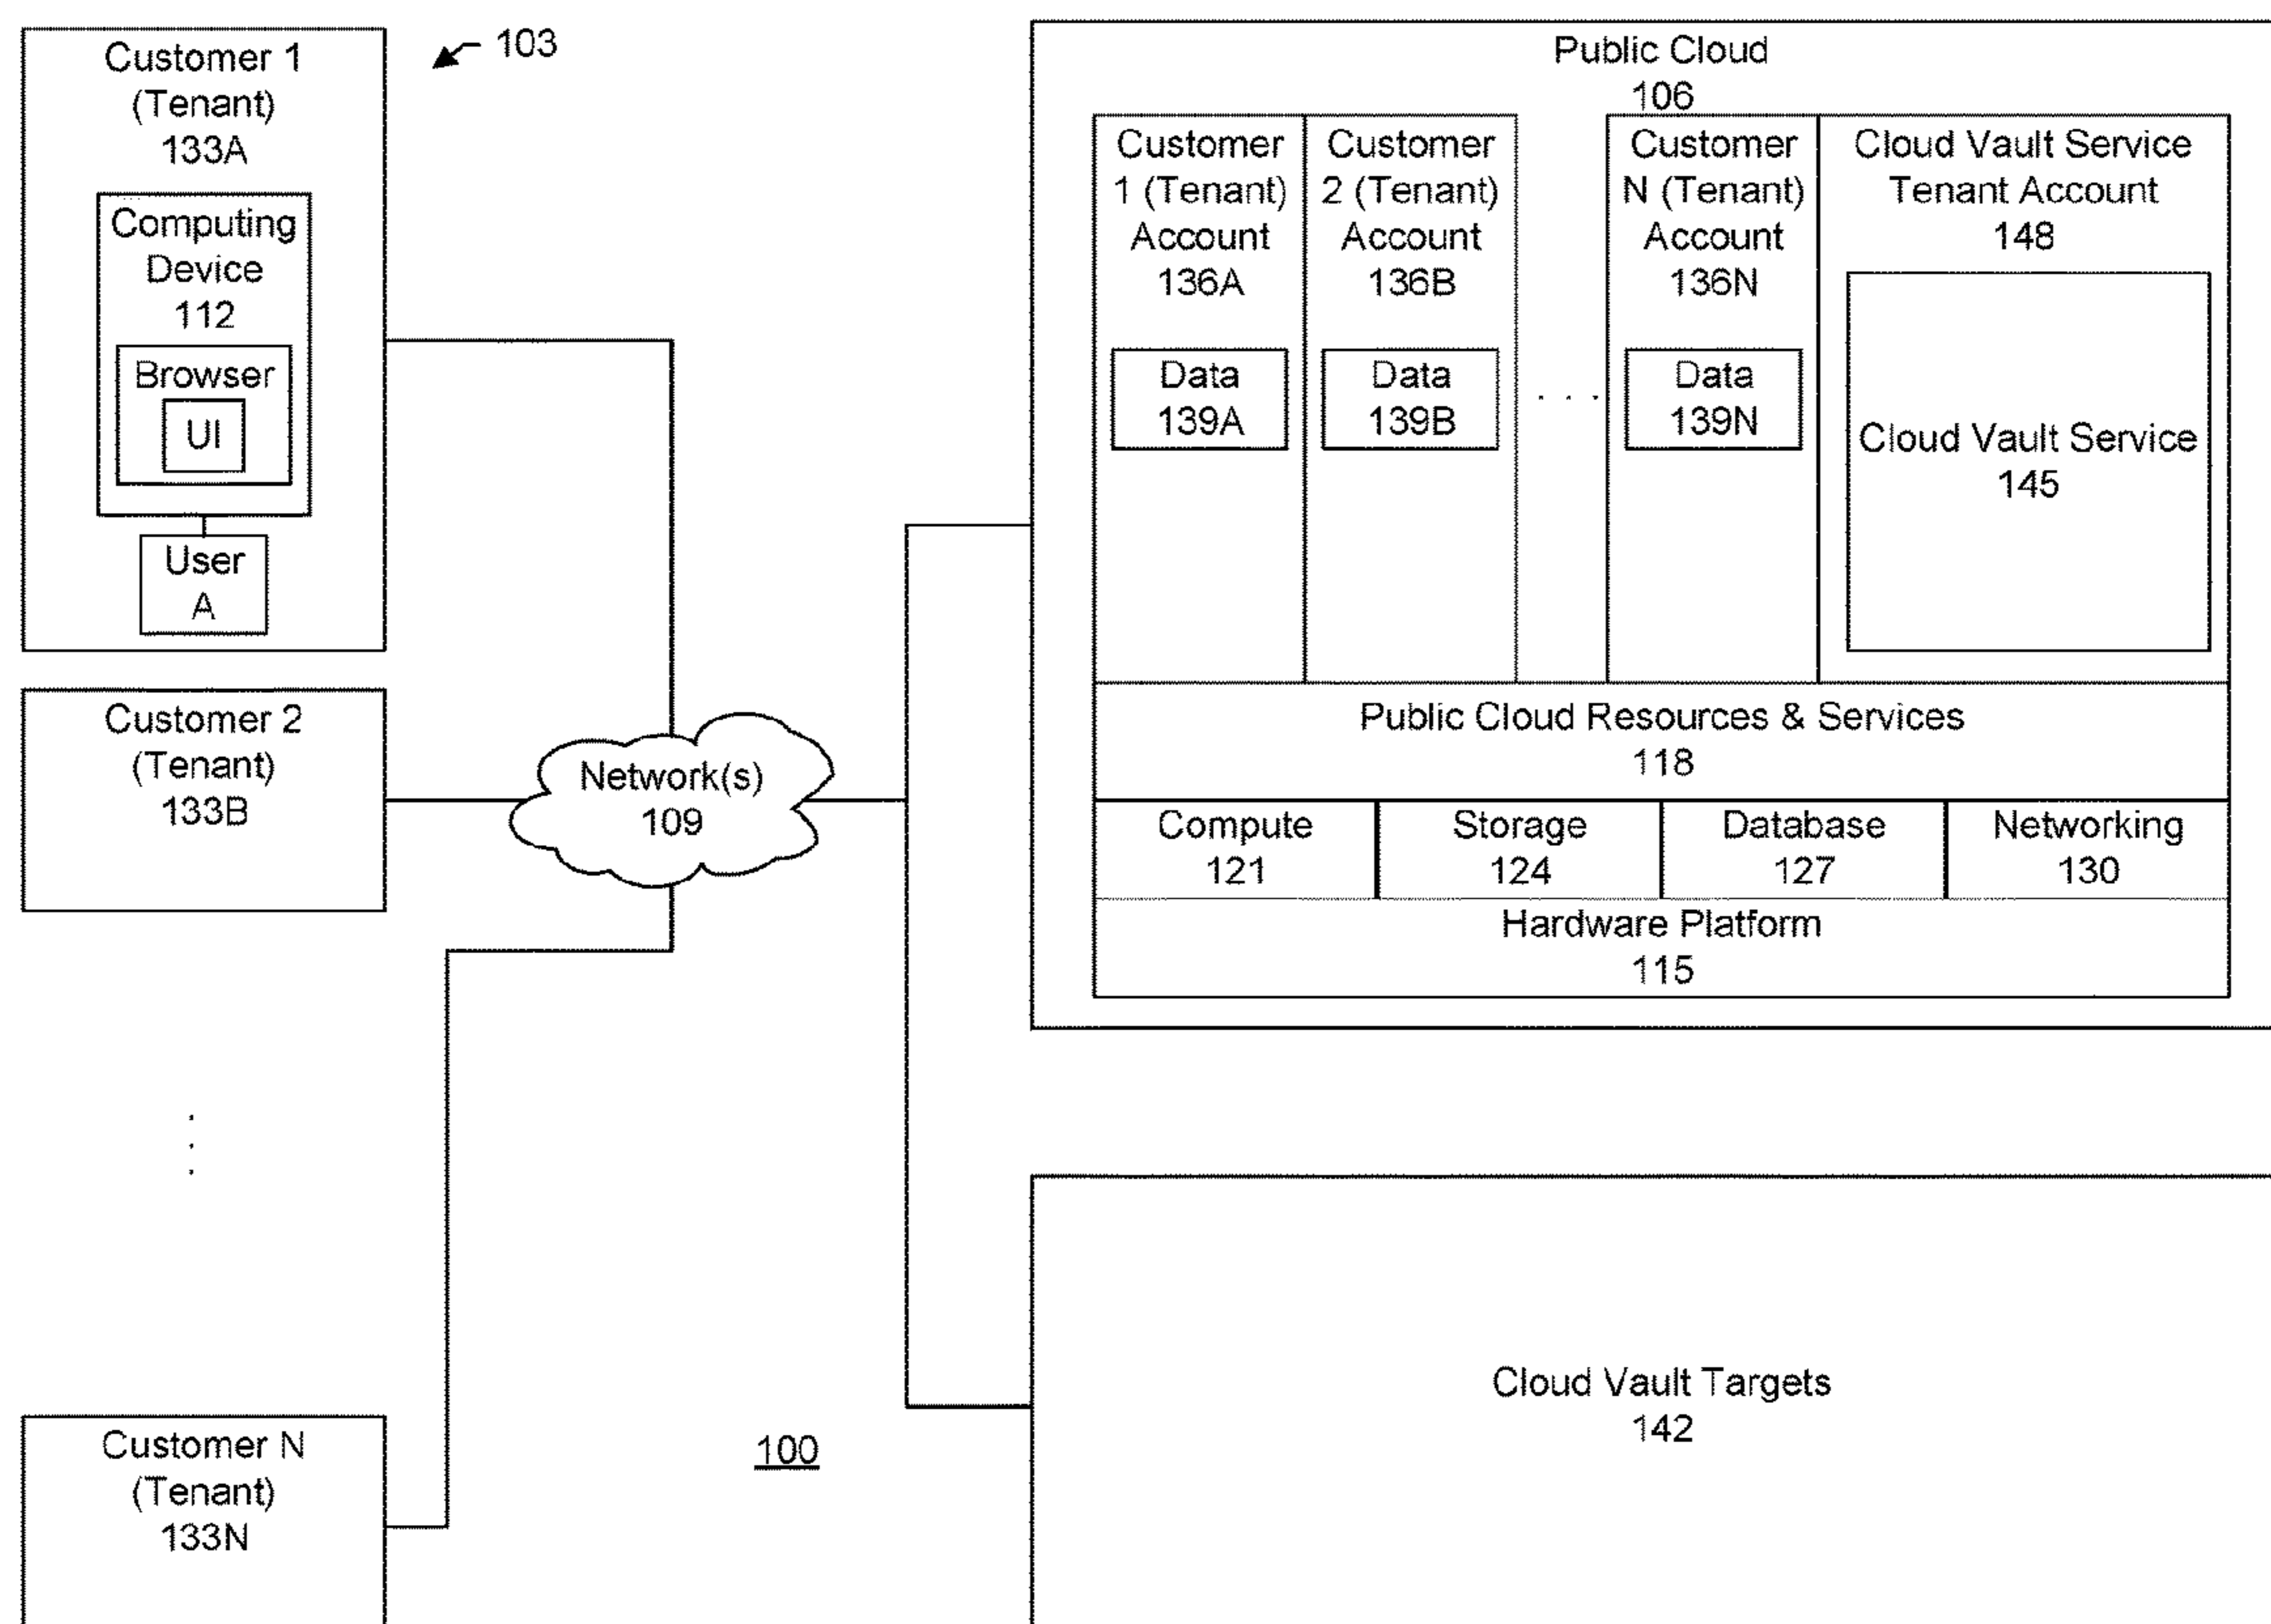 Customer 1
(Tenant)
133A
Computing
Device
112
Browser
UI
User
A
103
Customer 2
(Tenant)
133B
Customer N
(Tenant)
133N
Network(s)
109
100
Public Cloud
106
Customer
1 (Tenant)
Account
136A
Data
139A
Customer
2 (Tenant)
Account
136B
Data
139B
. . .
Customer
N (Tenant)
Account
136N
Data
139N
Cloud Vault Service
Tenant Account
148
Cloud Vault Service
145
Public Cloud Resources & Services
118
Compute
121
Storage
124
Database
127
Networking
130
Hardware Platform
115
Cloud Vault Targets
142